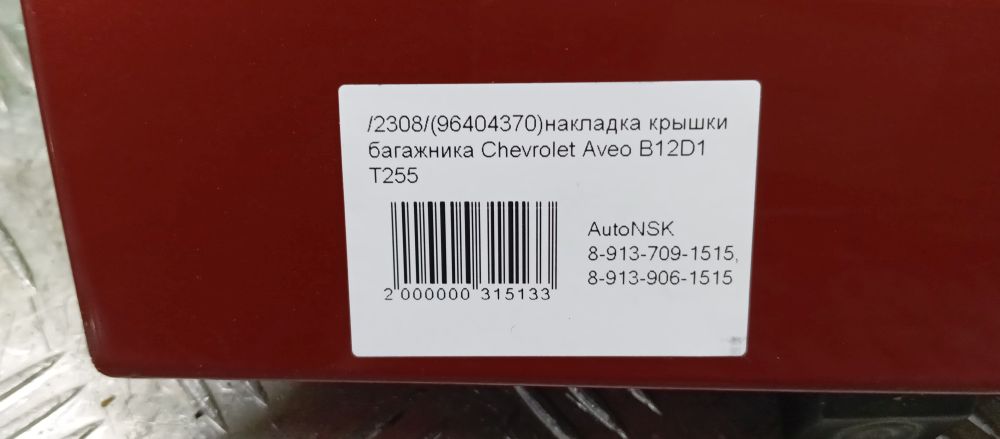 /2308/(96404370)накладка крышки
багажника Chevrolet Aveo B12D1
T255
AutoNSK
8-913-709-1515,
8-913-906-1515
2 000000 315133